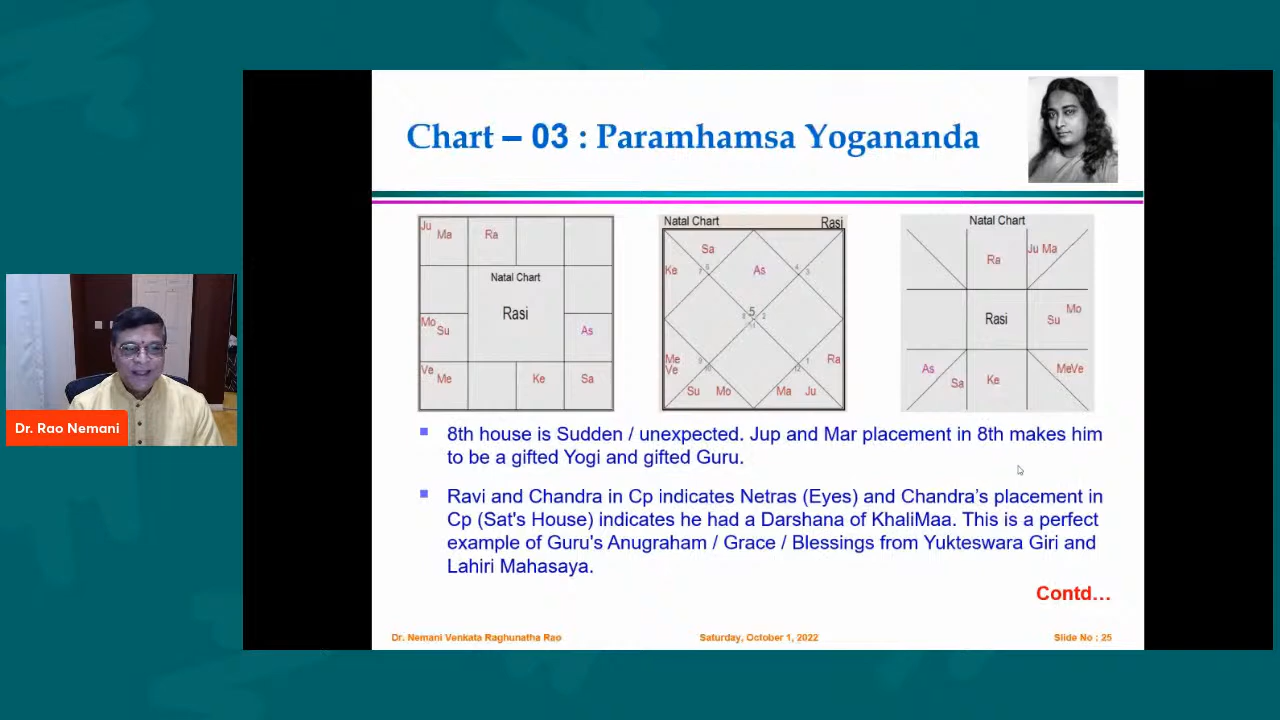 Chart – 03 : Paramhamsa Yogananda
Ju
Ma
Ra
Natal Chart
Rasi
Mo
Su
As
Ve
Me
Ke
Sa
Natal Chart
Rasi
Sa
Ke
As
5
Me
Ve
Ra
Su
Mo
Ma
Ju
Natal Chart
Ra
Ju Ma
Rasi
Mo
Su
As
Sa
Ke
MeVe
8th house is Sudden / unexpected. Jup and Mar placement in 8th makes him
to be a gifted Yogi and gifted Guru.
Ravi and Chandra in Cp indicates Netras (Eyes) and Chandra's placement in
Cp (Sat's House) indicates he had a Darshana of KhaliMaa. This is a perfect
example of Guru's Anugraham / Grace / Blessings from Yukteswara Giri and
Lahiri Mahasaya.
Contd...
Dr. Nemani Venkata Raghunatha Rao
Saturday, October 1, 2022
Slide No : 25
Dr. Rao Nemani